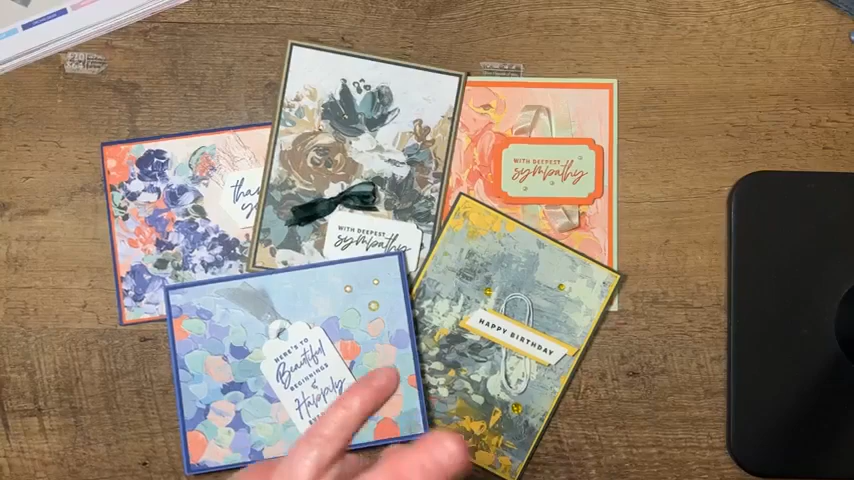 WITH DEEPEST
sympathy
WITH DEEPEST
sympathy
HAPPY BIRTHDAY
HERE'S TO
Beautiful
BEGINNINGS
&
Happily